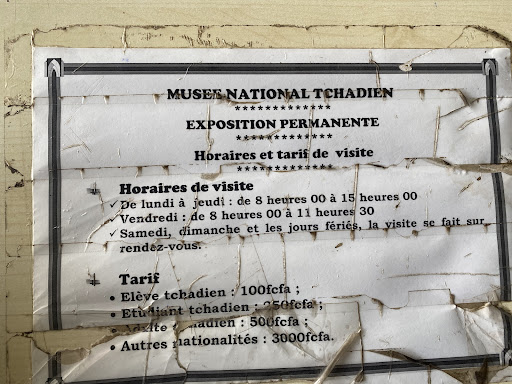 MUSEE NATIONAL TCHADIEN
*************
EXPOSITION PERMANENTE
*************
Horaires et tarif de visite
*************
Horaires de visite
✓ De lundi à jeudi : de 8 heures 00 à 15 heures 00
✓ Vendredi : de 8 heures 00 à 11 heures 30
✓ Samedi, dimanche et les jours fériés, la visite se fait sur
rendez-vous.
Tarif
• Elève tchadien : 100fcfa ;
• Etudiant tchadien : 250fcfa ;
• Adulte tchadien : 500fcfa ;
• Autres nationalités : 3000fcfa.